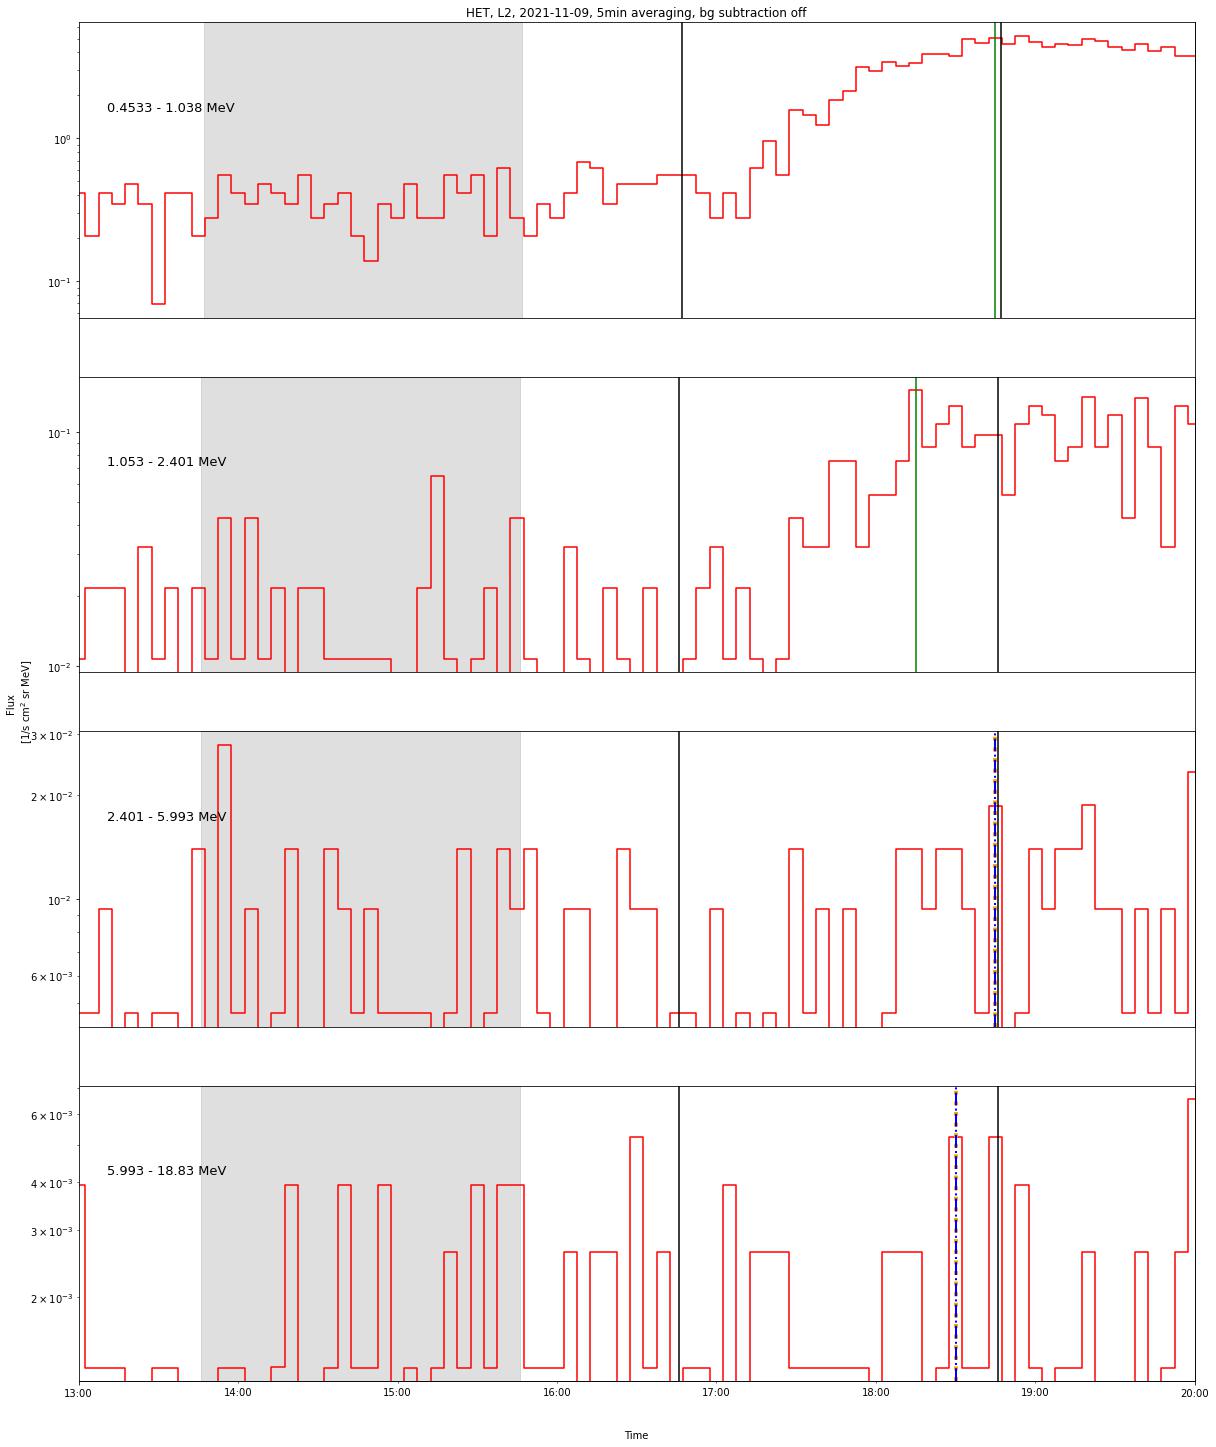 HET, L2, 2021-11-09, 5min averaging, bg subtraction off
0.4533 - 1.038 MeV
10⁰
10⁻¹
1.053 - 2.401 MeV
10⁻¹
10⁻²
Flux
[1/s cm² sr MeV]
3 × 10⁻²
2 × 10⁻²
2.401 - 5.993 MeV
10⁻²
6 × 10⁻³
6 × 10⁻³
5.993 - 18.83 MeV
4 × 10⁻³
3 × 10⁻³
2 × 10⁻³
13:00 14:00 15:00 16:00 17:00 18:00 19:00 20:00
Time